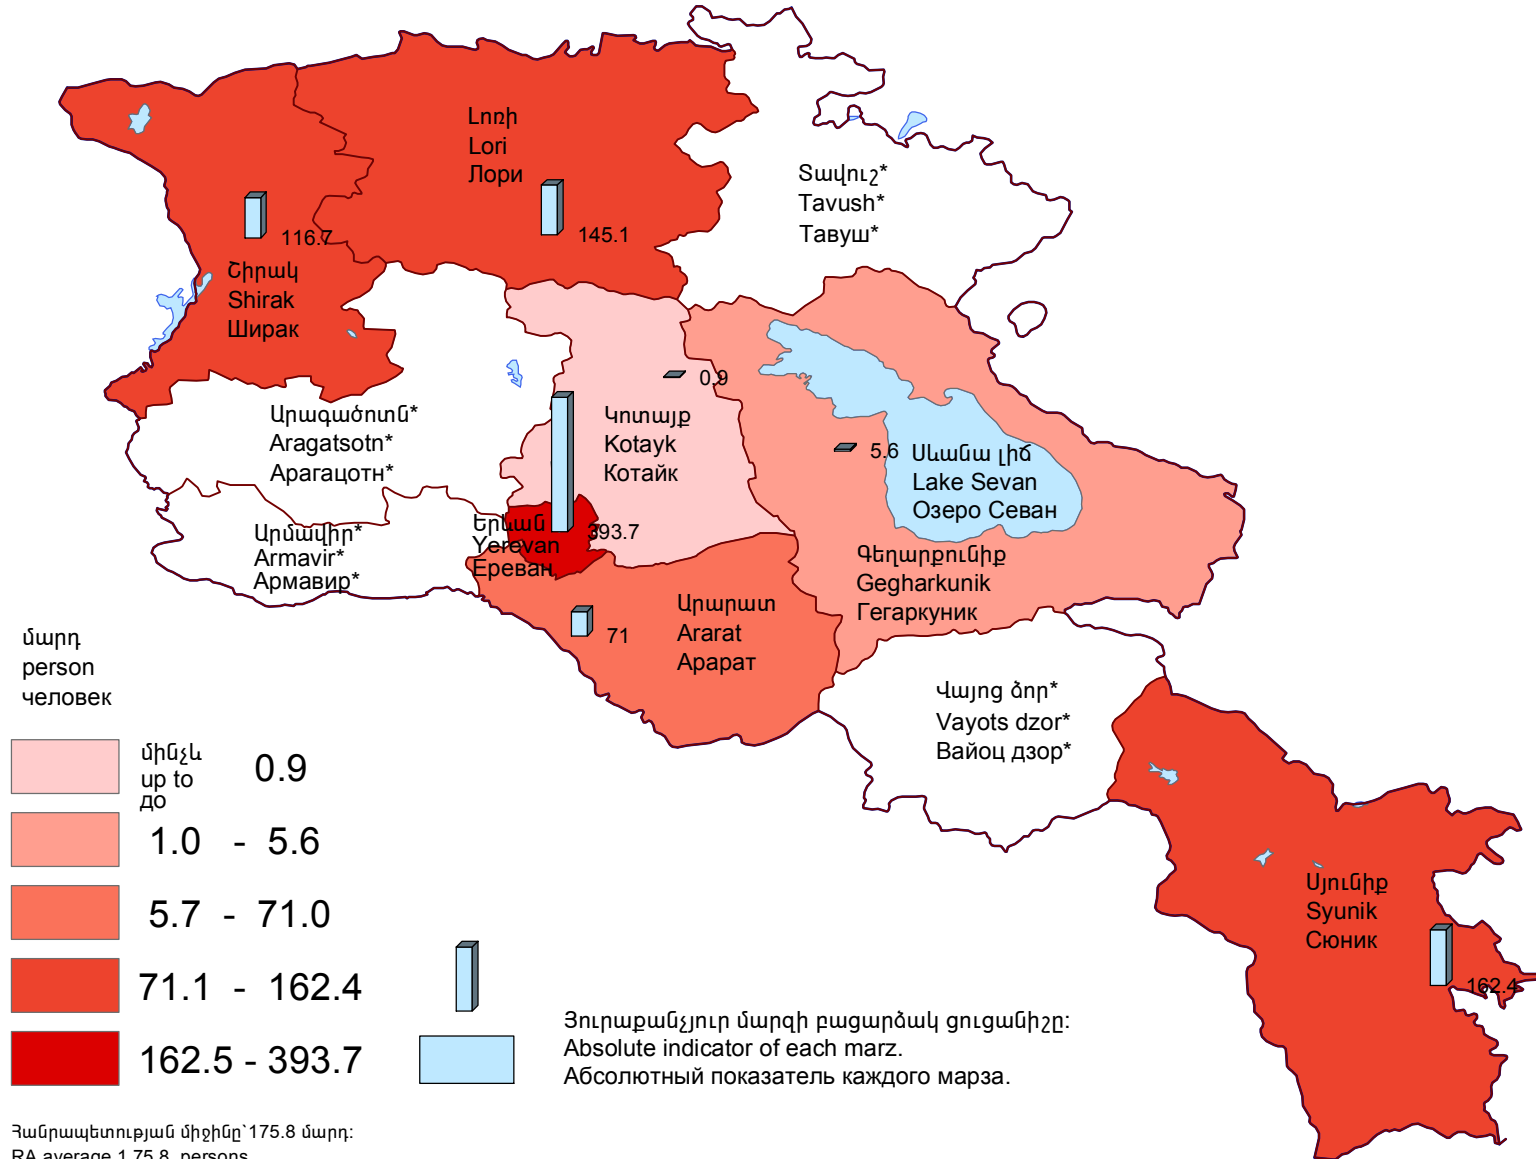 Լոռի
Lori
Лори
145.1
Տավուշ*
Tavush*
Тавуш*
116.7
Շիրակ
Shirak
Ширак
0.9
Արագածոտն*
Aragatsotn*
Арагацотн*
Կոտայք
Kotayk
Котайк
5.6
Սևանա լիճ
Lake Sevan
Озеро Севан
Արմավիր*
Armavir*
Армавир*
Երևան
Yerevan
Ереван
393.7
Գեղարքունիք
Gegharkunik
Гегаркуник
71
Արարատ
Ararat
Арарат
Վայոց ձոր*
Vayots dzor*
Вайоц дзор*
Սյունիք
Syunik
Сюник
162.4
մարդ
person
человек
մինչև
up to
до
0.9
1.0 - 5.6
5.7 - 71.0
71.1 - 162.4
162.5 - 393.7
Յուրաքանչյուր մարզի բացարձակ ցուցանիշը:
Absolute indicator of each marz.
Абсолютный показатель каждого марза.
Հանրապետության միջինը`175.8 մարդ:
RA average 1 75.8 persons